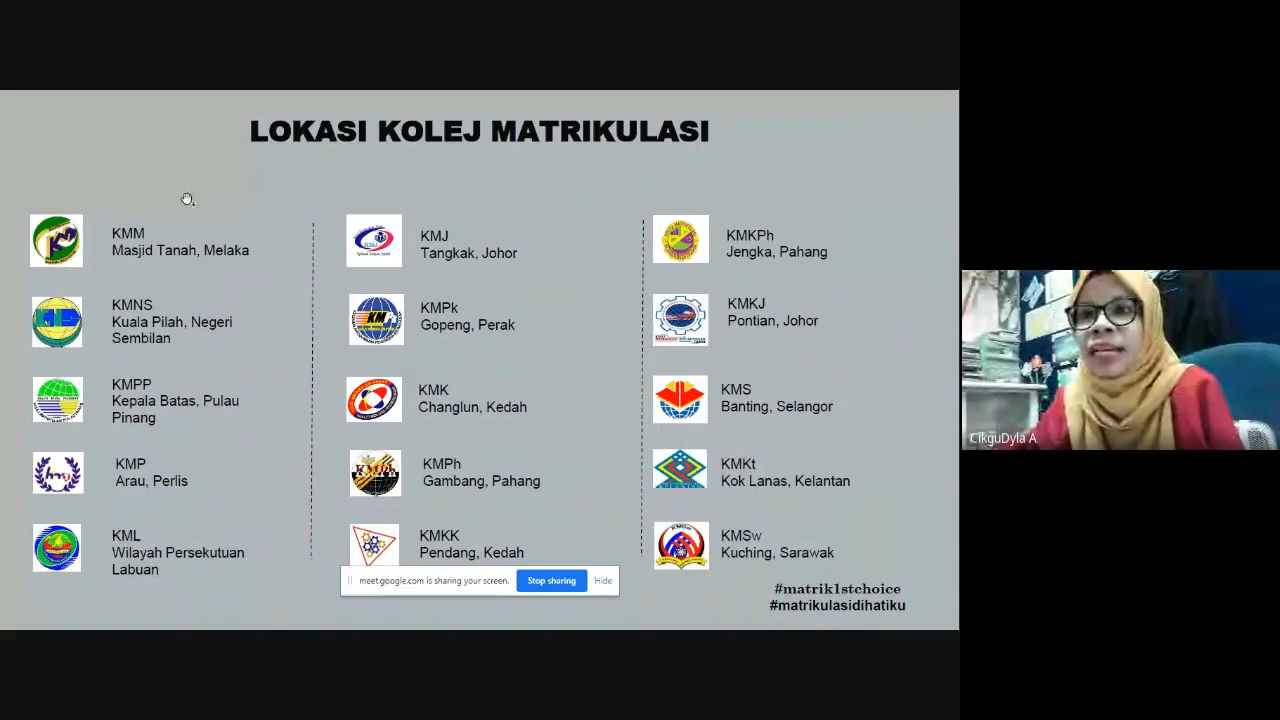 LOKASI KOLEJ MATRIKULASI
KMM
Masjid Tanah, Melaka
KMNS
Kuala Pilah, Negeri
Sembilan
KMPP
Kepala Batas, Pulau
Pinang
KMP
Arau, Perlis
KML
Wilayah Persekutuan
Labuan
KMJ
Tangkak, Johor
KMPk
Gopeng, Perak
KMK
Changlun, Kedah
KMPh
Gambang, Pahang
KMKK
Pendang, Kedah
KMKPh
Jengka, Pahang
KMKJ
Pontian, Johor
KMS
Banting, Selangor
KMKt
Kok Lanas, Kelantan
KMSw
Kuching, Sarawak
#matrik1stchoice
#matrikulasidihatiku
meet.google.com is sharing your screen.
Stop sharing
Hide
CikguDyla A